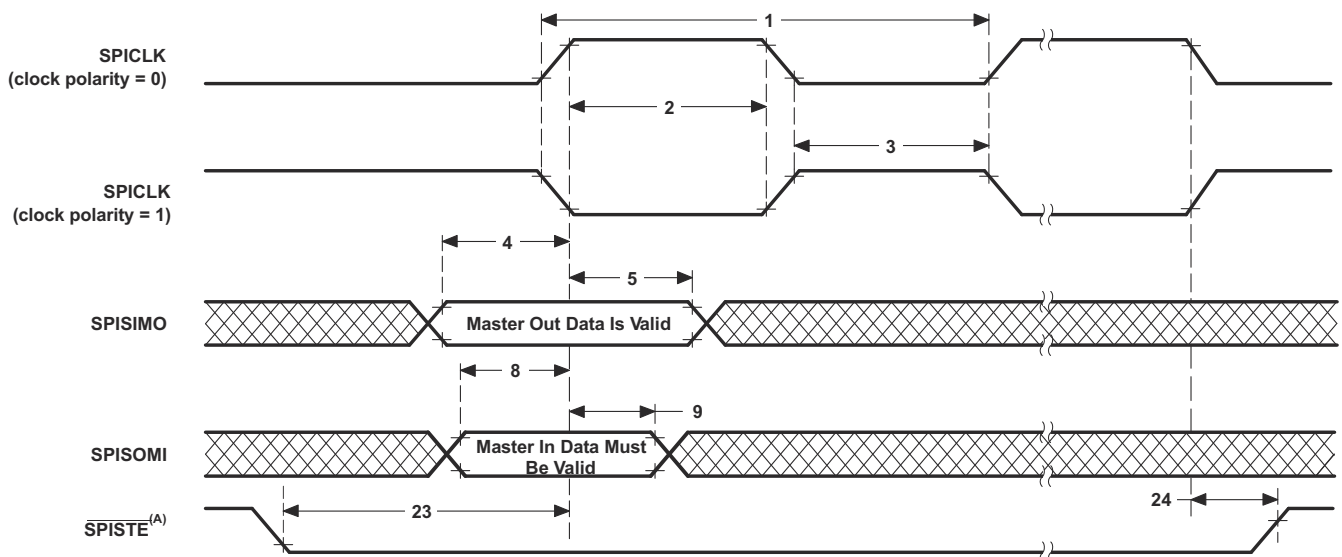 1
SPICLK
(clock polarity = 0)
2
3
SPICLK
(clock polarity = 1)
4
5
SPISIMO
Master Out Data Is Valid
8
9
SPISOMI
Master In Data Must
Be Valid
23
24
SPISTE(A)